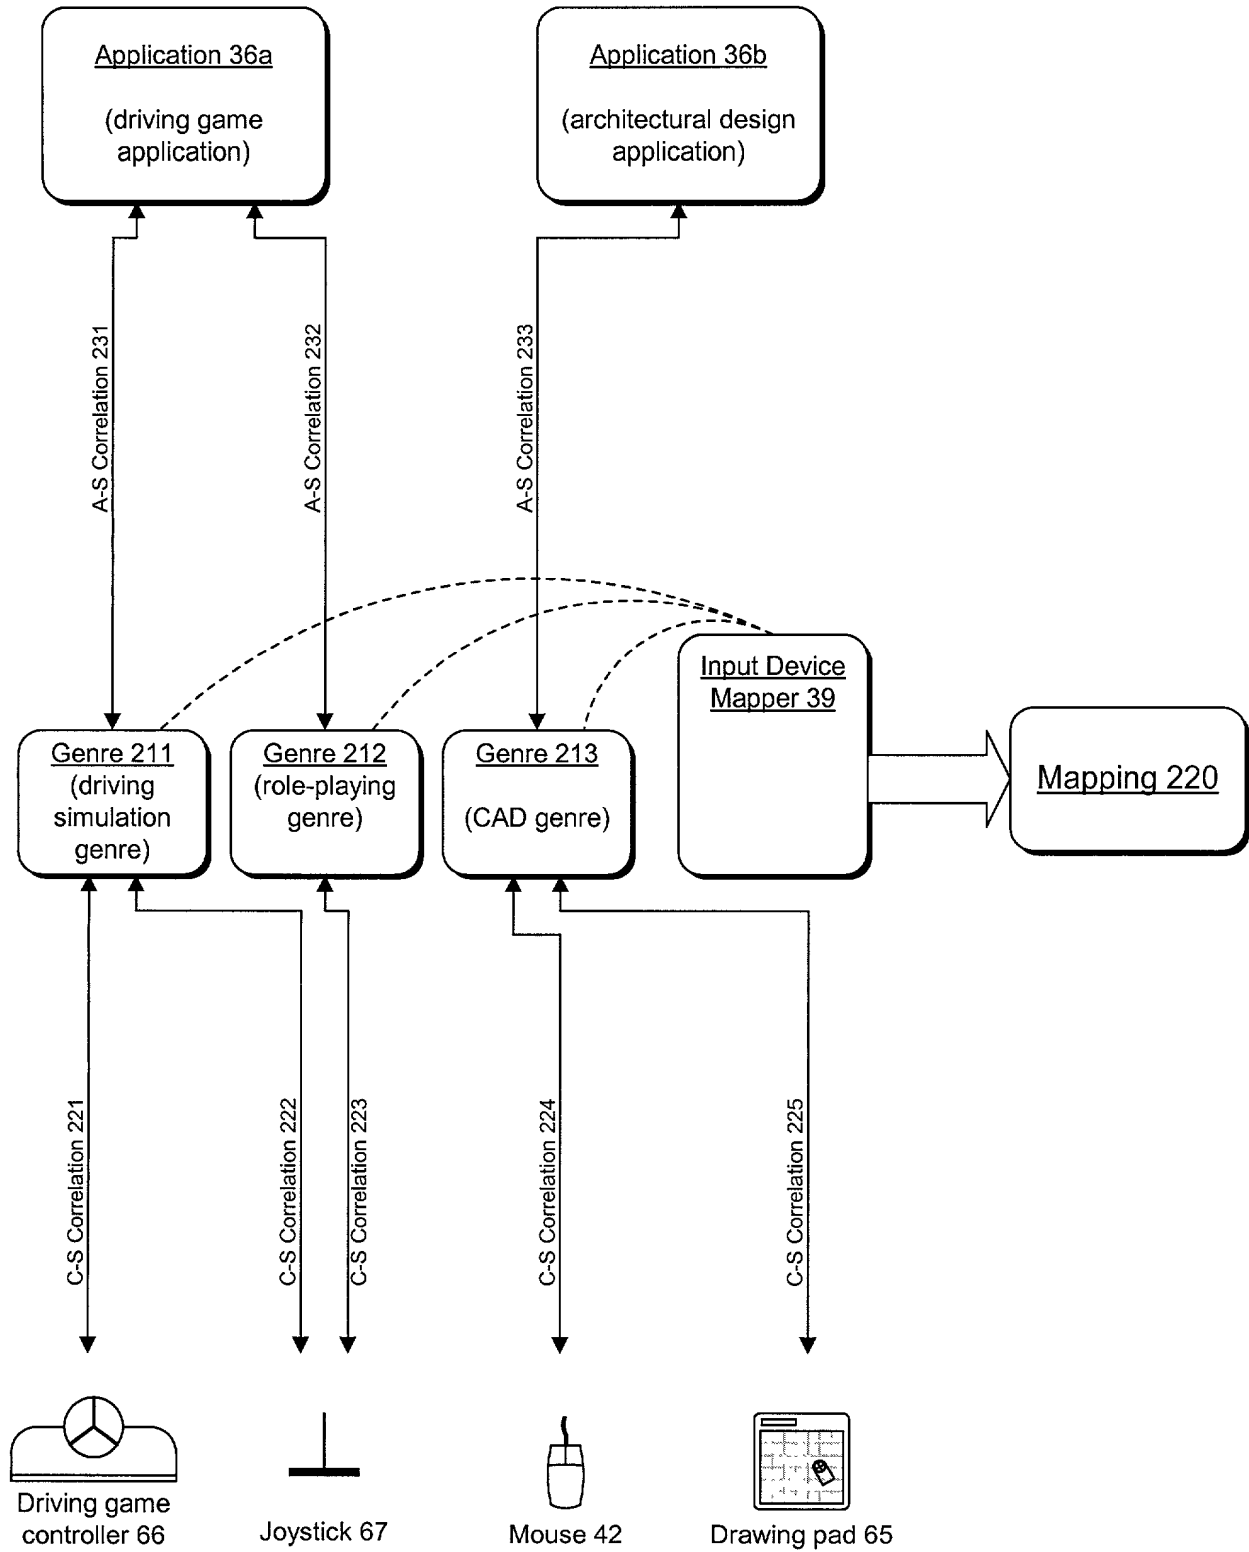 Application 36a
(driving game
application)
Application 36b
(architectural design
application)
A-S Correlation 231
A-S Correlation 232
A-S Correlation 233
Input Device
Mapper 39
Genre 211
(driving
simulation
genre)
Genre 212
(role-playing
genre)
Genre 213
(CAD genre)
Mapping 220
C-S Correlation 221
C-S Correlation 222
C-S Correlation 223
C-S Correlation 224
C-S Correlation 225
Driving game
controller 66
Joystick 67
Mouse 42
Drawing pad 65